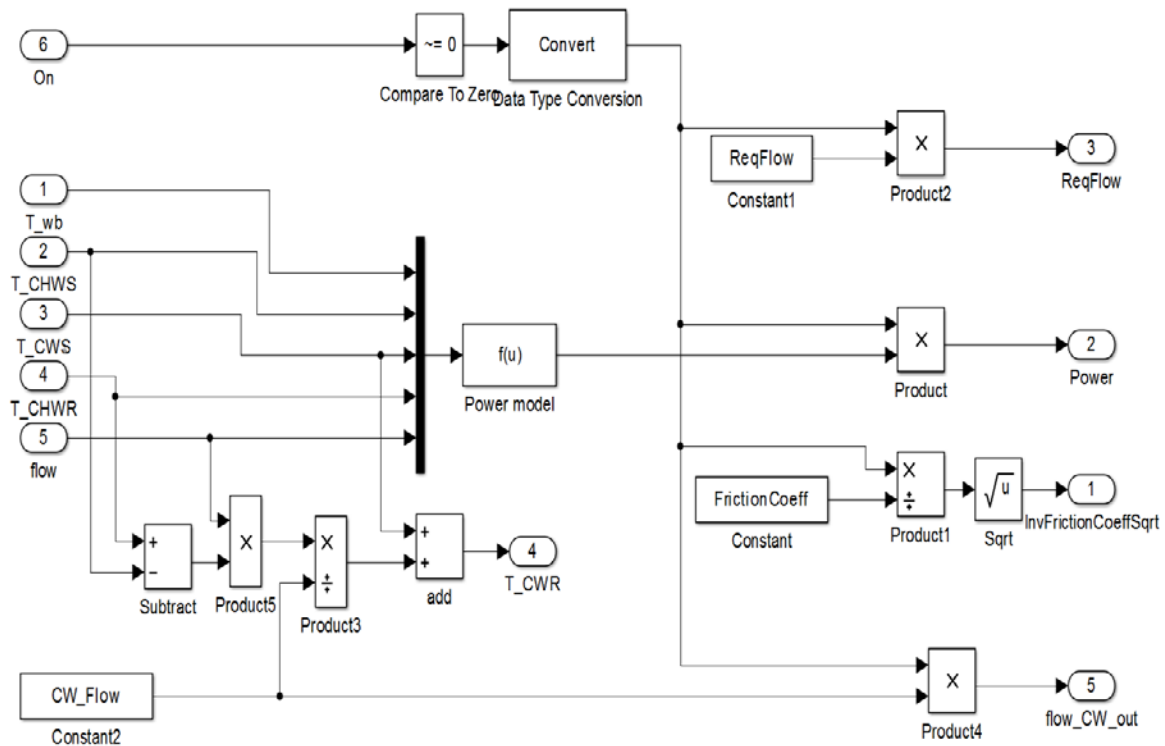 6
On
~= 0
Compare To Zero
Convert
Data Type Conversion
ReqFlow
Constant1
X
Product2
3
ReqFlow
1
T_wb
2
T_CHWS
3
T_CWS
4
T_CHWR
5
flow
f(u)
Power model
X
Product
2
Power
FrictionCoeff
Constant
X
÷
Product1
√u
Sqrt
1
InvFrictionCoeffSqrt
+
−
Subtract
X
Product5
X
÷
Product3
+
+
add
4
T_CWR
CW_Flow
Constant2
X
Product4
5
flow_CW_out